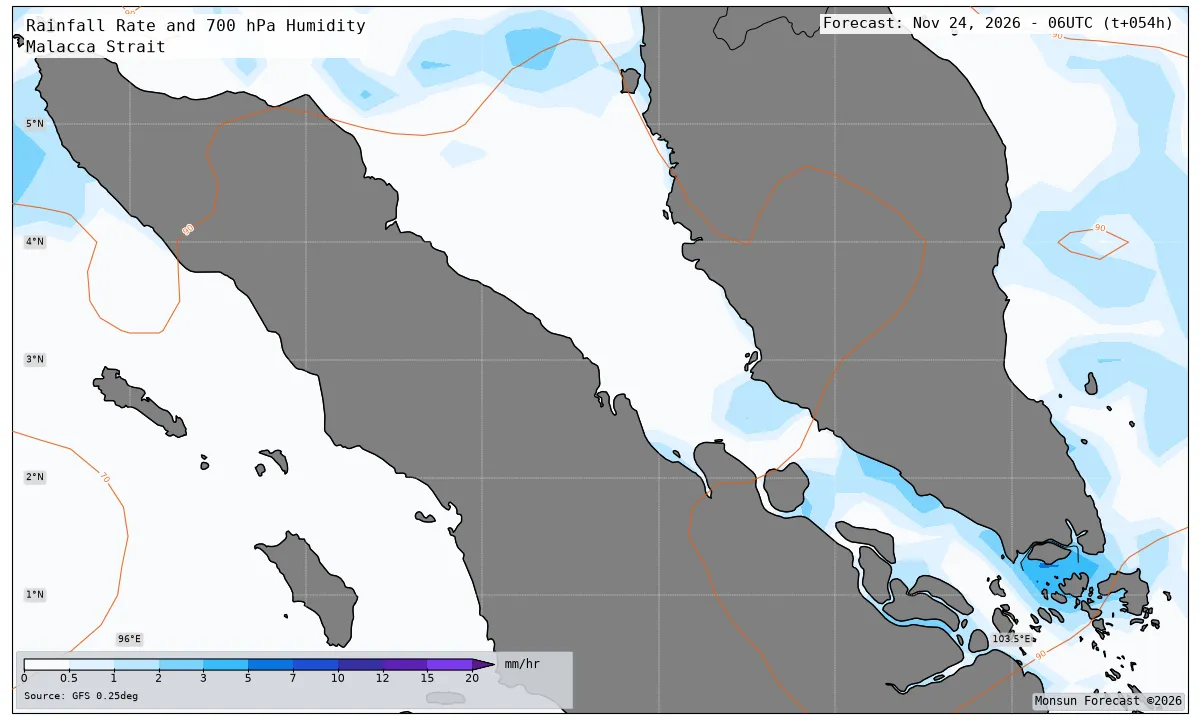 Rainfall Rate and 700 hPa Humidity
Malacca Strait
Forecast: Nov 24, 2026 - 06UTC (t+054h)
90
90
5°N
80
4°N
90
3°N
2°N
70
1°N
96°E
103.5°E
90
mm/hr
0 0.5 1 2 3 5 7 10 12 15 20
Source: GFS 0.25deg
Monsun Forecast ©2026